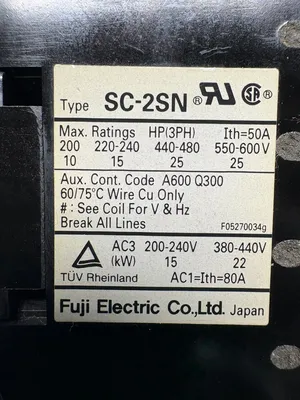 Type SC-2SN ® ®
Max. Ratings HP(3PH) Ith=50A
200 220-240 440-480 550-600V
10 15 25 25
Aux. Cont. Code A600 Q300
60/75°C Wire Cu Only
# : See Coil For V & Hz
Break All Lines F05270034g
AC3 200-240V 380-440V
(kW) 15 22
TÜV Rheinland AC1=Ith=80A
Fuji Electric Co.,Ltd. Japan